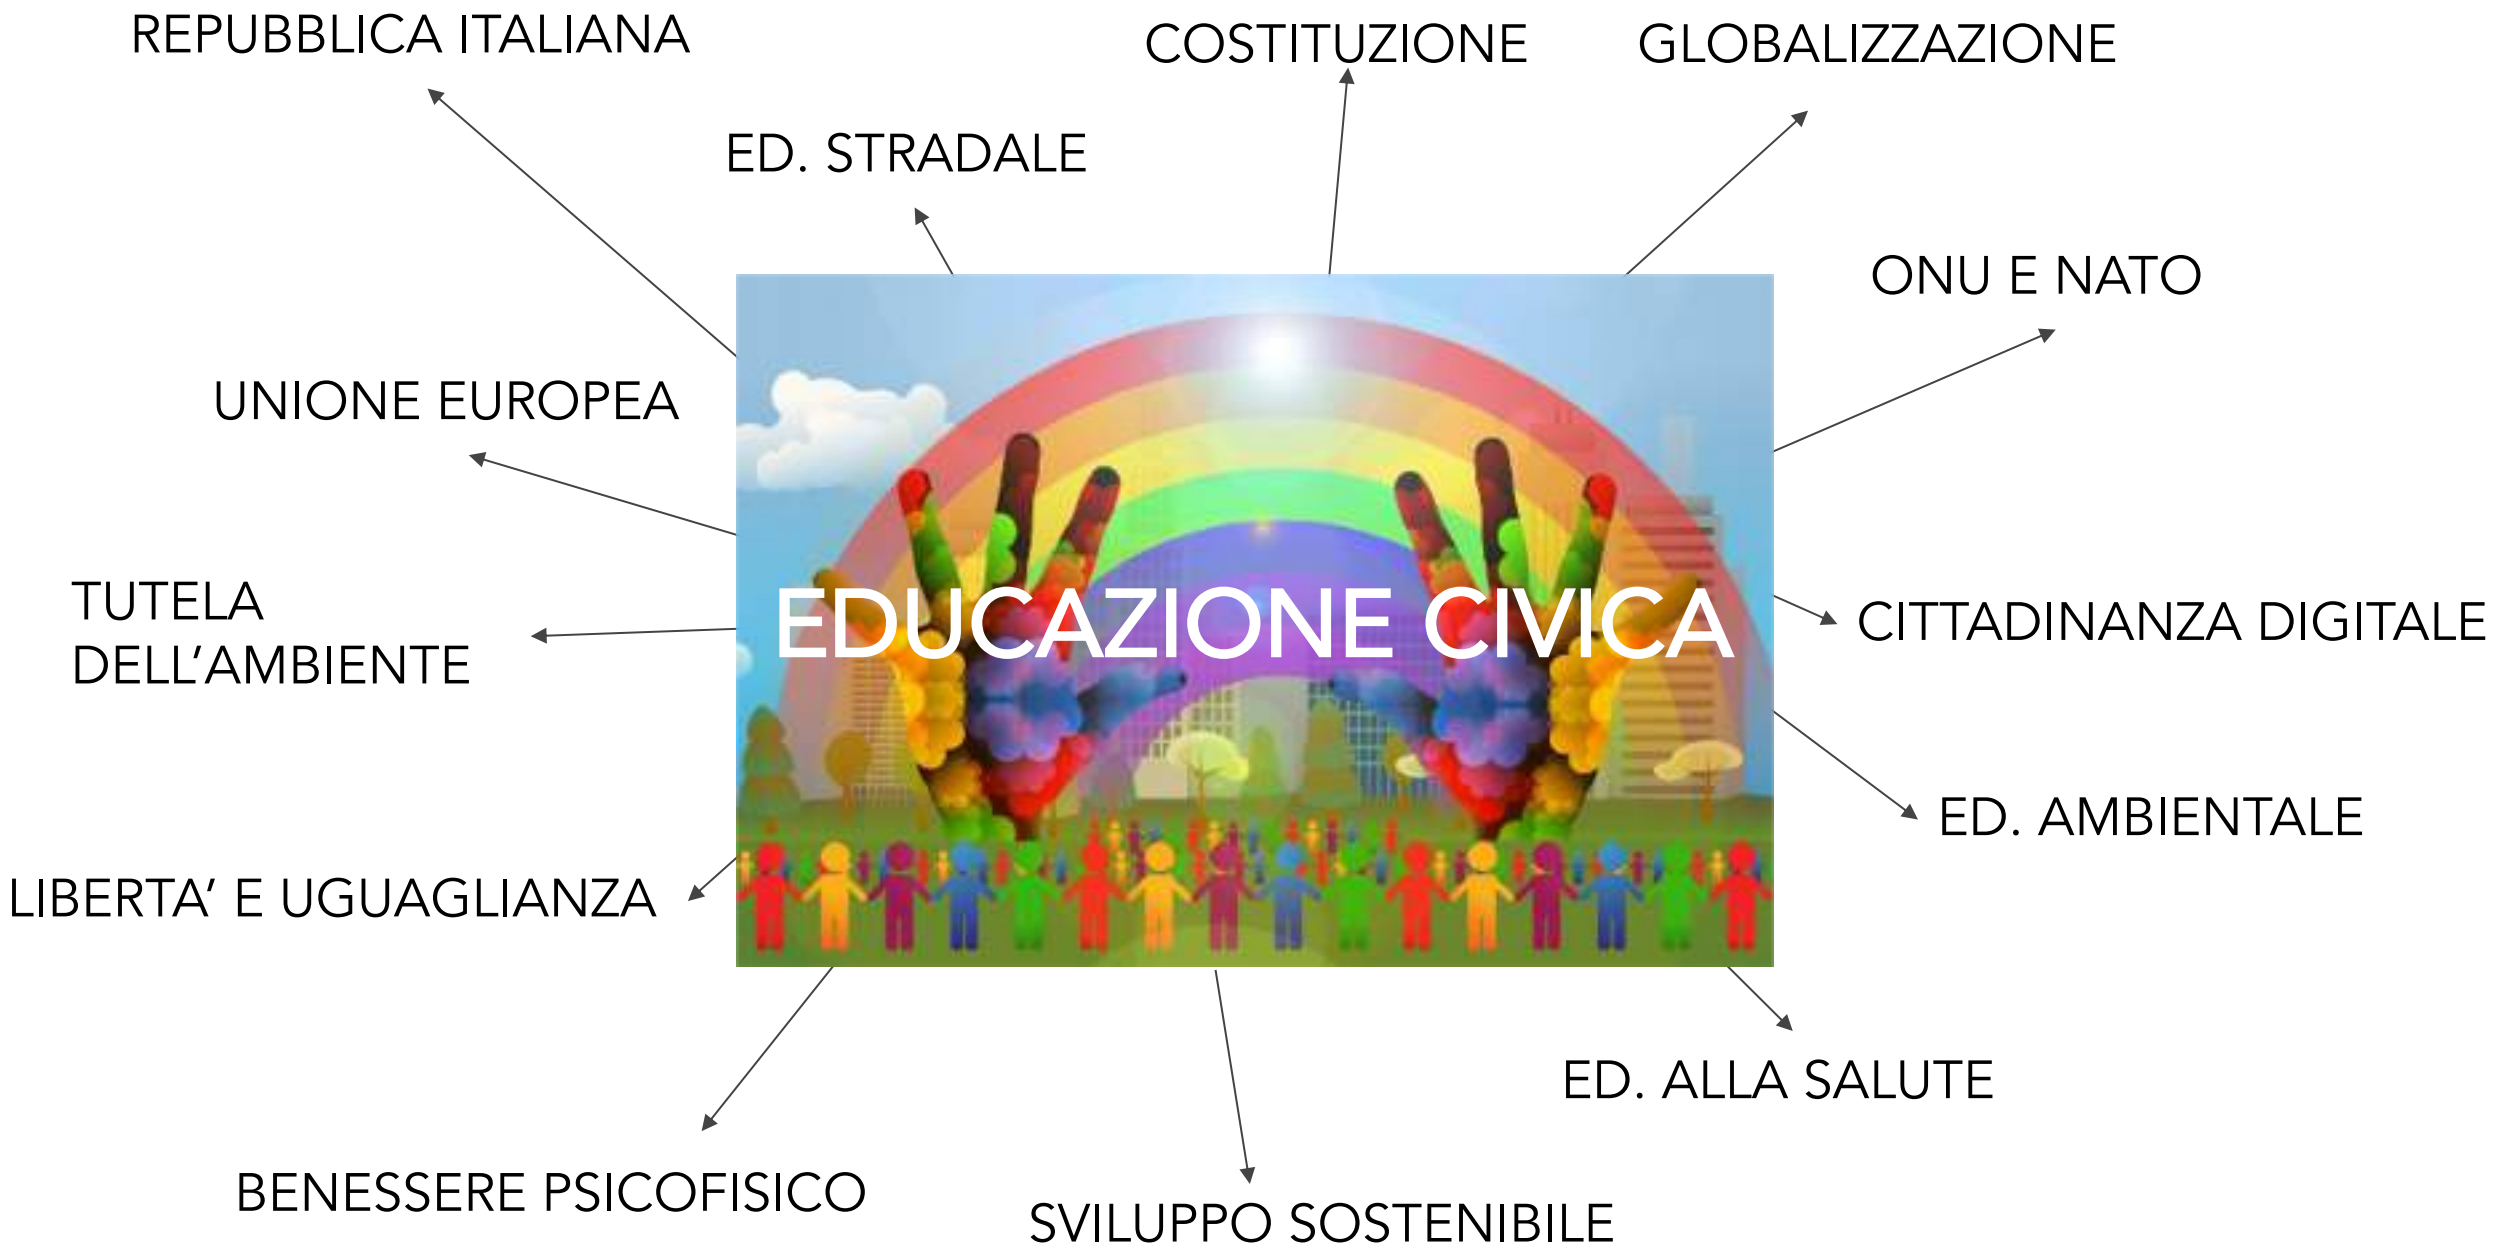 REPUBBLICA ITALIANA
COSTITUZIONE
GLOBALIZZAZIONE
ED. STRADALE
ONU E NATO
UNIONE EUROPEA
TUTELA
DELL'AMBIENTE
EDUCAZIONE CIVICA
CITTADINANZA DIGITALE
ED. AMBIENTALE
LIBERTA' E UGUAGLIANZA
ED. ALLA SALUTE
BENESSERE PSICOFISICO
SVILUPPO SOSTENIBILE